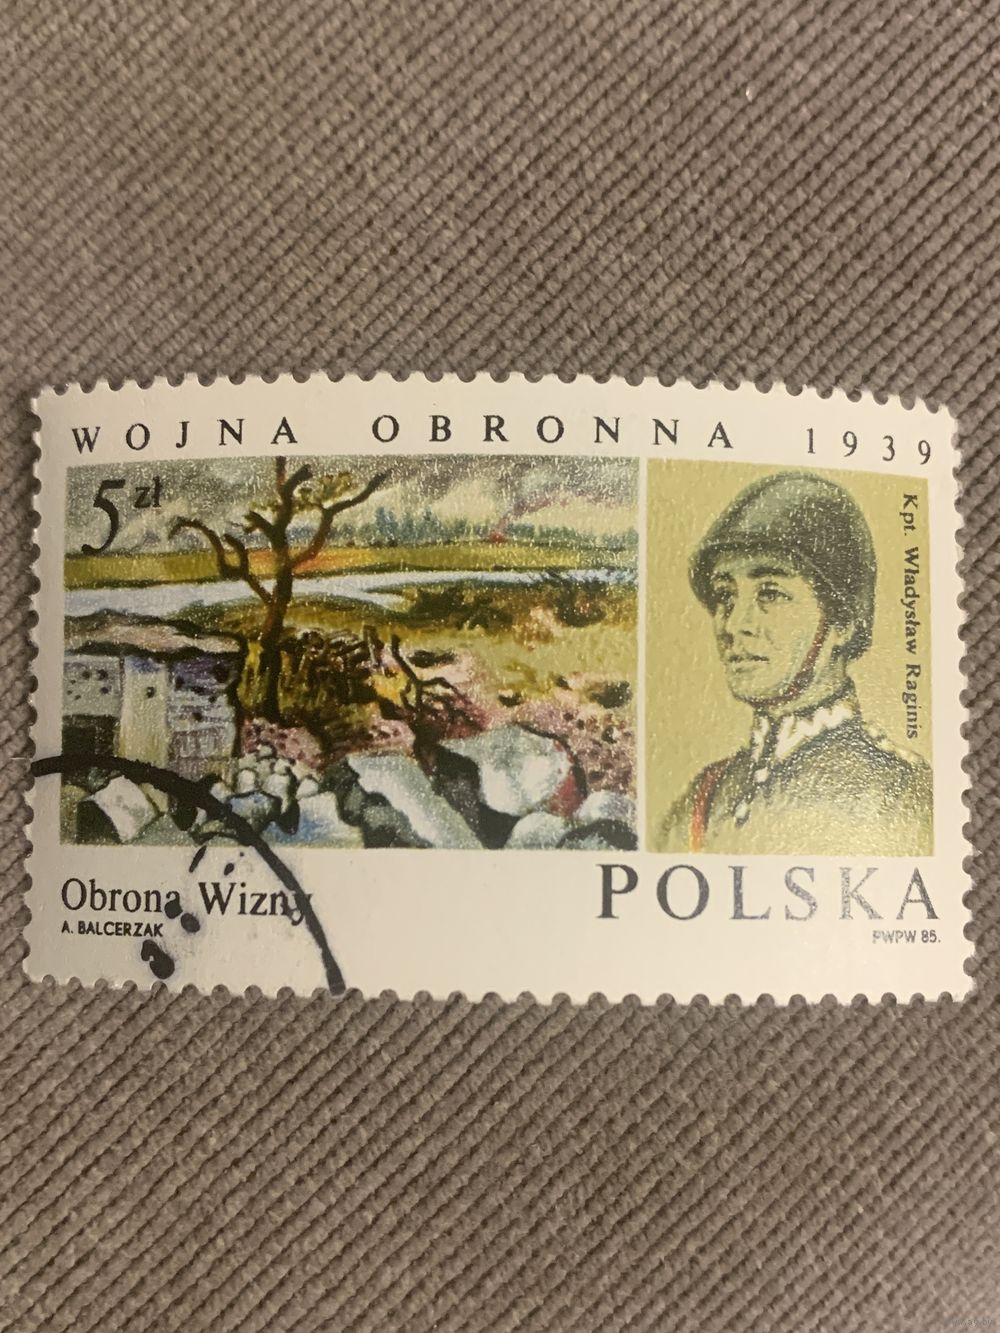 WOJNA OBRONNA 1939
5 zł
Kpt. Władysław Raginis
Obrona Wizny
POLSKA
A. BALCERZAK
PWPW 85.